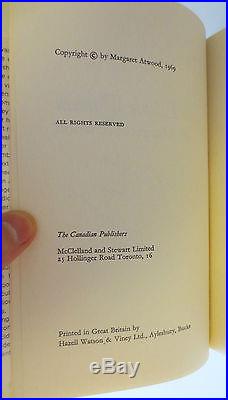 Copyright © by Margaret Atwood, 1969
ALL RIGHTS RESERVED
The Canadian Publishers
McClelland and Stewart Limited
25 Hollinger Road Toronto, 16
Printed in Great Britain by
Hazell Watson & Viney Ltd., Aylesbury, Bucks